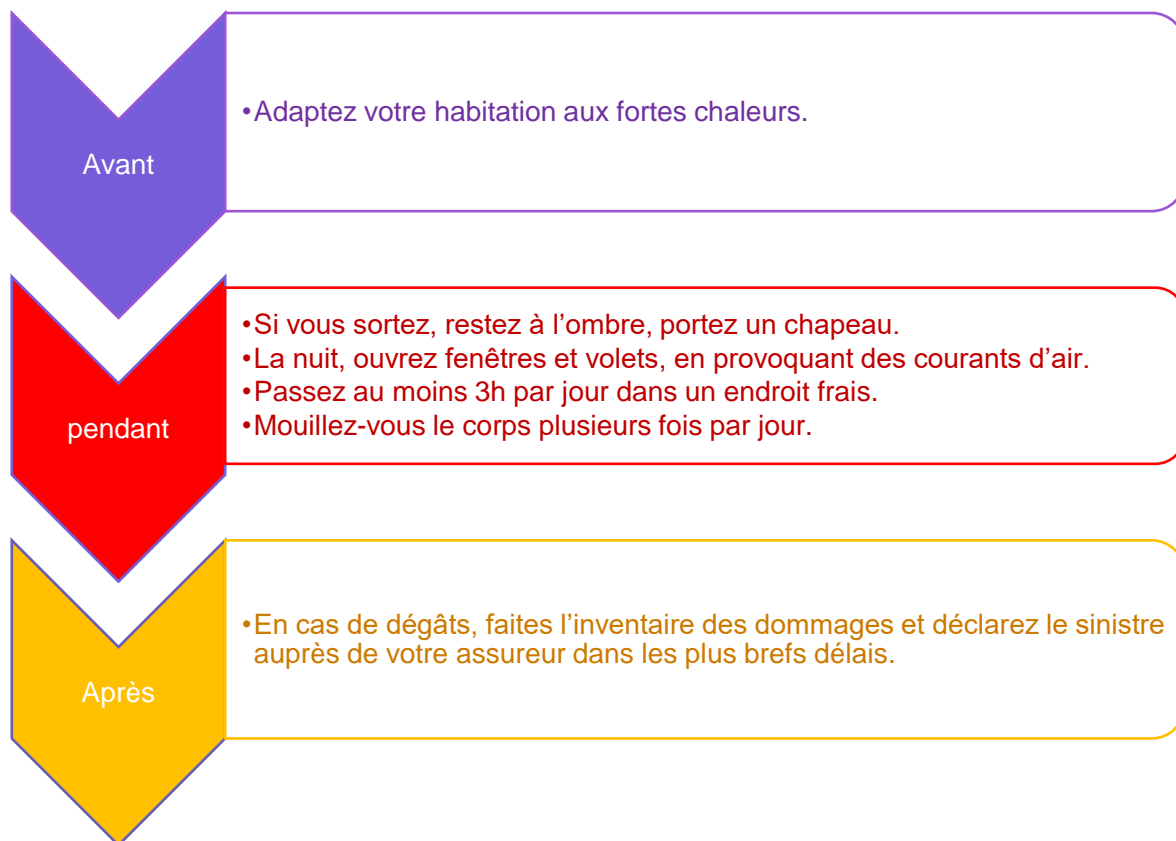 Avant
•Adaptez votre habitation aux fortes chaleurs.
pendant
•Si vous sortez, restez à l’ombre, portez un chapeau.
•La nuit, ouvrez fenêtres et volets, en provoquant des courants d’air.
•Passez au moins 3h par jour dans un endroit frais.
•Mouillez-vous le corps plusieurs fois par jour.
Après
•En cas de dégâts, faites l’inventaire des dommages et déclarez le sinistre
auprès de votre assureur dans les plus brefs délais.